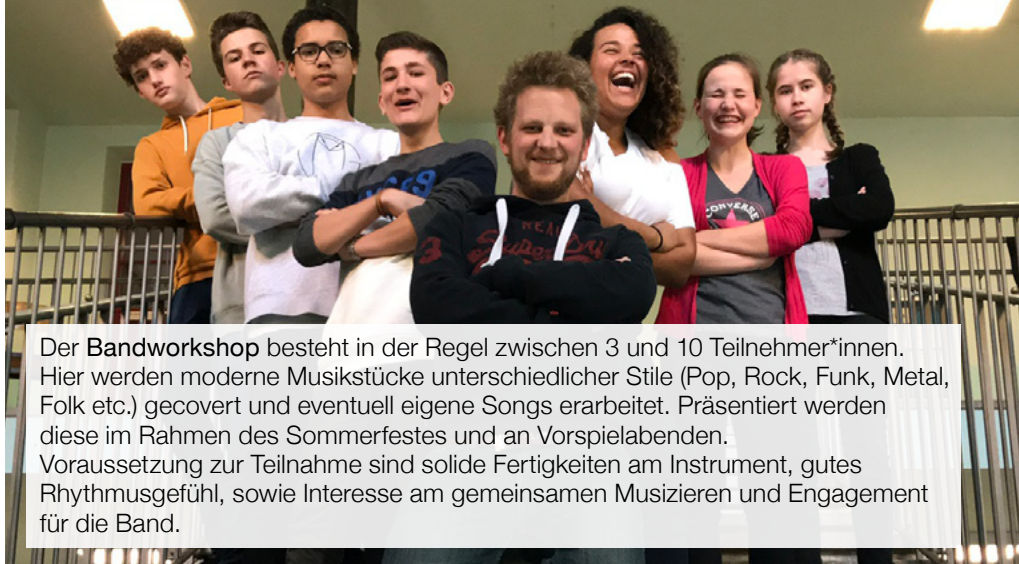 CONVERSE
Der Bandworkshop besteht in der Regel zwischen 3 und 10 Teilnehmer*innen.
Hier werden moderne Musikstücke unterschiedlicher Stile (Pop, Rock, Funk, Metal,
Folk etc.) gecovert und eventuell eigene Songs erarbeitet. Präsentiert werden
diese im Rahmen des Sommerfestes und an Vorspielabenden.
Voraussetzung zur Teilnahme sind solide Fertigkeiten am Instrument, gutes
Rhythmusgefühl, sowie Interesse am gemeinsamen Musizieren und Engagement
für die Band.